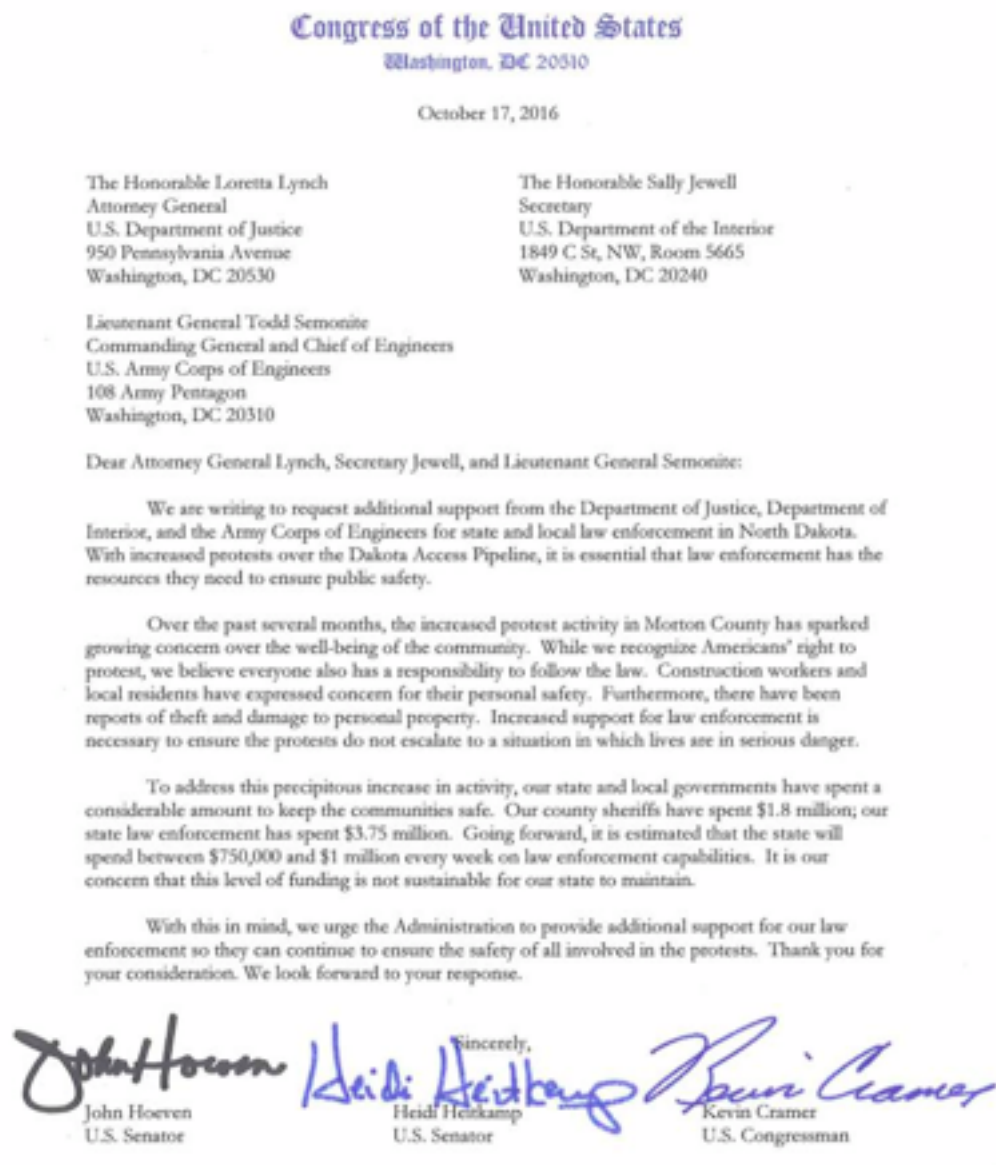 Congress of the United States
Washington, DC 20510
October 17, 2016
The Honorable Loretta Lynch
Attorney General
U.S. Department of Justice
950 Pennsylvania Avenue
Washington, DC 20530
The Honorable Sally Jewell
Secretary
U.S. Department of the Interior
1849 C St, NW, Room 5665
Washington, DC 20240
Lieutenant General Todd Semonite
Commanding General and Chief of Engineers
U.S. Army Corps of Engineers
108 Army Pentagon
Washington, DC 20310
Dear Attorney General Lynch, Secretary Jewell, and Lieutenant General Semonite:
We are writing to request additional support from the Department of Justice, Department of
Interior, and the Army Corps of Engineers for state and local law enforcement in North Dakota.
With increased protests over the Dakota Access Pipeline, it is essential that law enforcement has the
resources they need to ensure public safety.
Over the past several months, the increased protest activity in Morton County has sparked
growing concern over the well-being of the community. While we recognize Americans' right to
protest, we believe everyone also has a responsibility to follow the law. Construction workers and
local residents have expressed concern for their personal safety. Furthermore, there have been
reports of theft and damage to personal property. Increased support for law enforcement is
necessary to ensure the protests do not escalate to a situation in which lives are in serious danger.
To address this precipitous increase in activity, our state and local governments have spent a
considerable amount to keep the communities safe. Our county sheriffs have spent $1.8 million; our
state law enforcement has spent $3.75 million. Going forward, it is estimated that the state will
spend between $750,000 and $1 million every week on law enforcement capabilities. It is our
concern that this level of funding is not sustainable for our state to maintain.
With this in mind, we urge the Administration to provide additional support for our law
enforcement so they can continue to ensure the safety of all involved in the protests. Thank you for
your consideration. We look forward to your response.
Sincerely,
John Hoeven
Heidi Heitkamp
Kevin Cramer
John Hoeven
U.S. Senator
Heidi Heitkamp
U.S. Senator
Kevin Cramer
U.S. Congressman